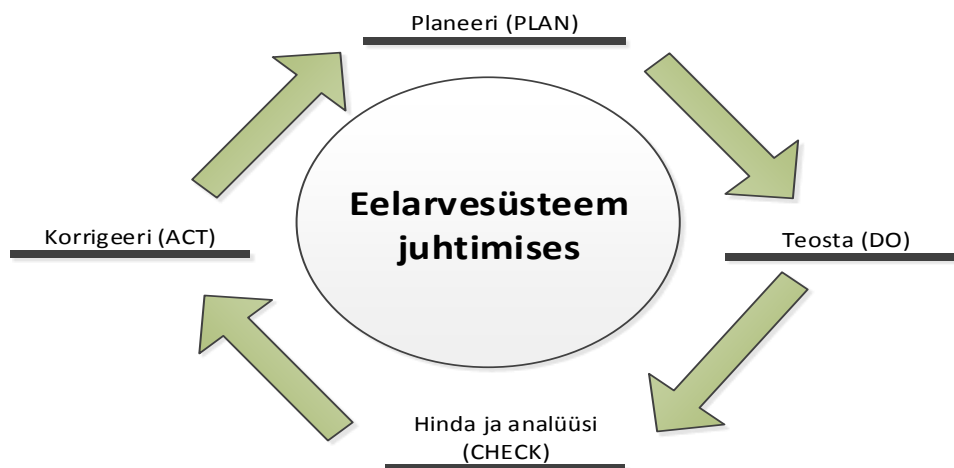 Planeeri (PLAN)
Eelarvesüsteem
juhtimises
Korrigeeri (ACT)
Teosta (DO)
Hinda ja analüüsi
(CHECK)